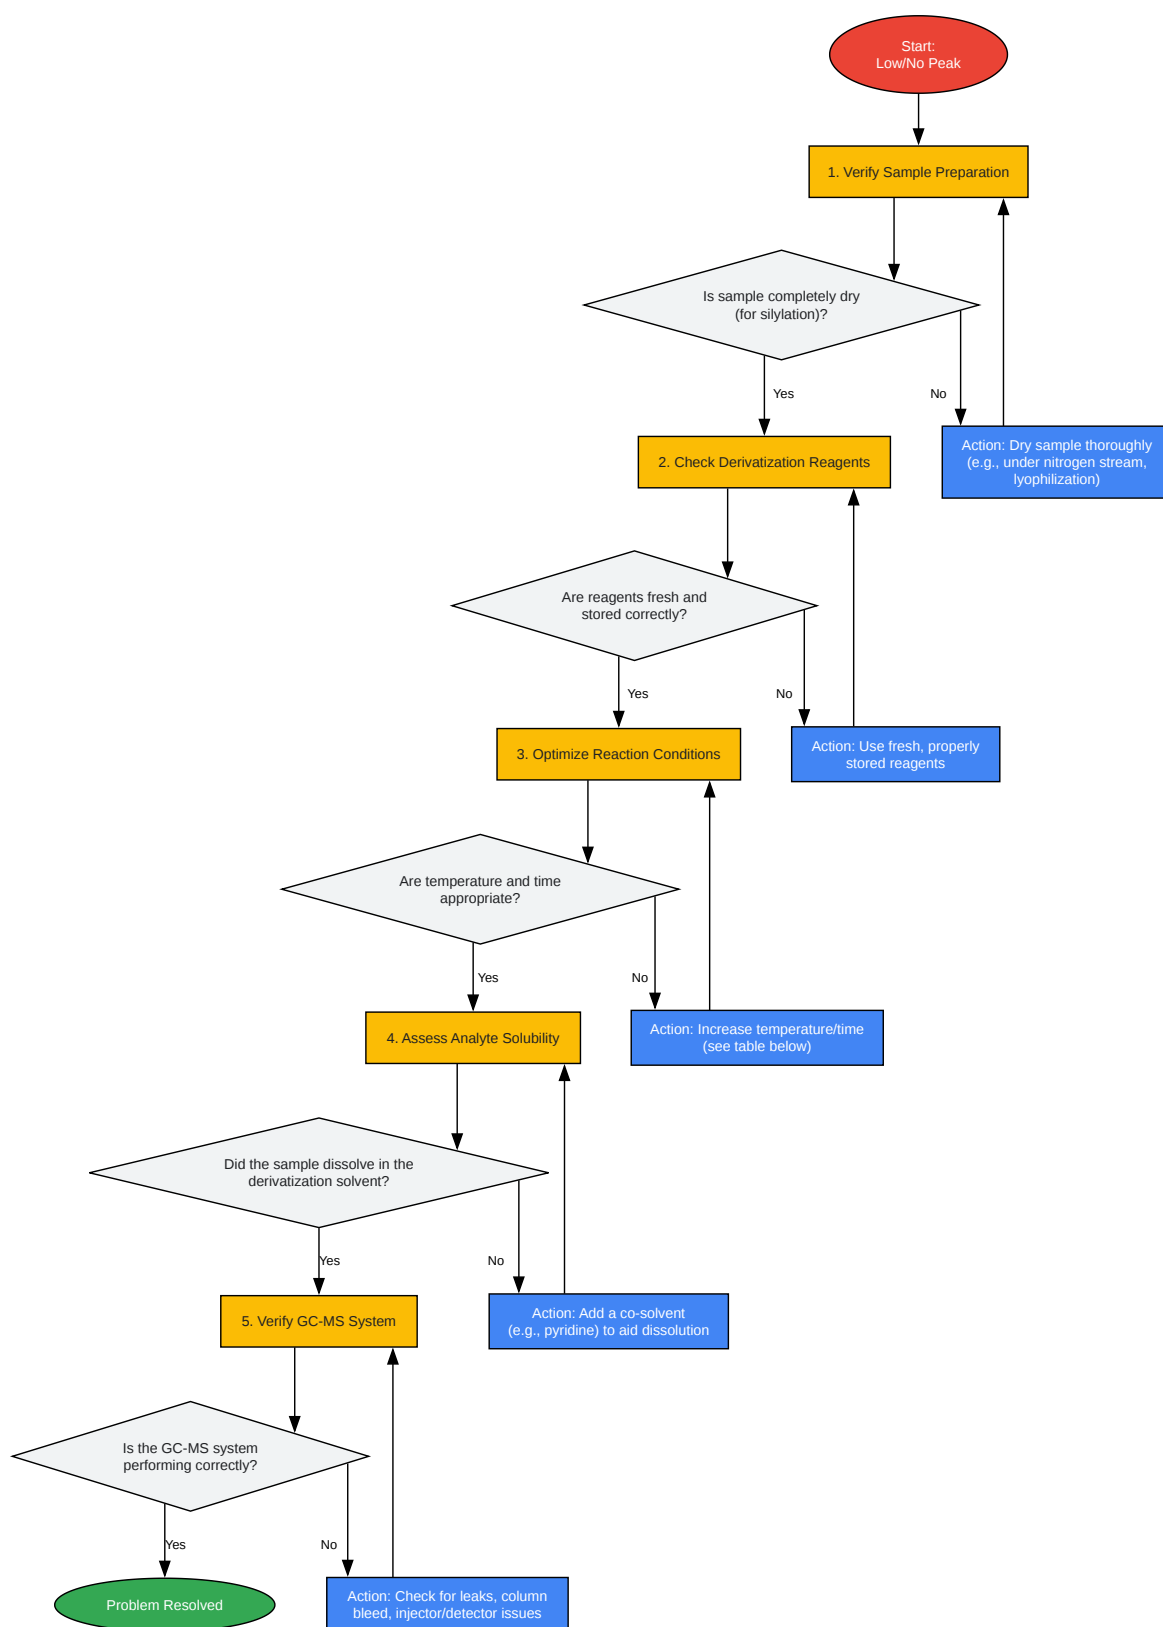 Start:
Low/No Peak
1. Verify Sample Preparation
Is sample completely dry
(for silylation)?
Yes
No
Action: Dry sample thoroughly
(e.g., under nitrogen stream,
lyophilization)
2. Check Derivatization Reagents
Are reagents fresh and
stored correctly?
Yes
No
Action: Use fresh, properly
stored reagents
3. Optimize Reaction Conditions
Are temperature and time
appropriate?
Yes
No
Action: Increase temperature/time
(see table below)
4. Assess Analyte Solubility
Did the sample dissolve in the
derivatization solvent?
Yes
No
Action: Add a co-solvent
(e.g., pyridine) to aid dissolution
5. Verify GC-MS System
Is the GC-MS system
performing correctly?
Yes
No
Action: Check for leaks, column
bleed, injector/detector issues
Problem Resolved